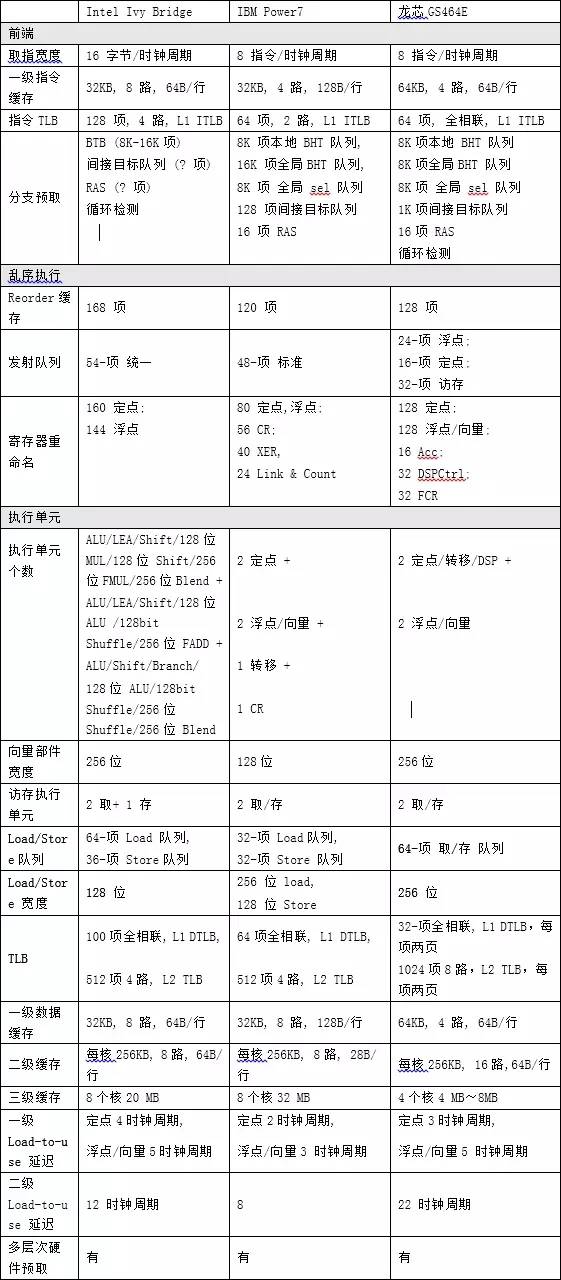 Intel Ivy Bridge
IBM Power7
龙芯 GS464E
前端
取指宽度
16 字节/时钟周期
8 指令/时钟周期
8 指令/时钟周期
一级指令
缓存
32KB, 8 路, 64B/行
32KB, 4 路, 128B/行
64KB, 4 路, 64B/行
指令 TLB
128 项, 4 路, L1 ITLB
64 项, 2 路, L1 ITLB
64 项, 全相联, L1 ITLB
分支预取
BTB (8K-16K 项)
间接目标队列 (? 项)
RAS (? 项)
循环检测
8K 项本地 BHT 队列,
16K 项全局 BHT 队列,
8K 项 全局 sel 队列
128 项间接目标队列
16 项 RAS
8K项本地 BHT 队列
8K项全局 BHT 队列
8K项 全局 sel 队列
1K项间接目标队列
16 项 RAS
循环检测
乱序执行
Reorder 缓
存
168 项
120 项
128 项
发射队列
54-项 统一
48-项 标准
24-项 浮点;
16-项 定点;
32-项 访存
寄存器重
命名
160 定点;
144 浮点
80 定点,浮点;
56 CR;
40 XER,
24 Link & Count
128 定点;
128 浮点/向量;
16 Acc;
32 DSPCtrl;
32 FCR
执行单元
执行单元
个数
ALU/LEA/Shift/128 位
MUL/128 位 Shift/256
位 FMUL/256 位 Blend +
ALU/LEA/Shift/128 位
ALU /128bit
Shuffle/256 位 FADD +
ALU/Shift/Branch/
128 位 ALU/128bit
Shuffle/256 位
Shuffle/256 位 Blend
2 定点 +
2 浮点/向量 +
1 转移 +
1 CR
2 定点/转移/DSP +
2 浮点/向量
向量部件
宽度
256位
128位
256位
访存执行
单元
2 取+ 1 存
2 取/存
2 取/存
Load/Stor
e 队列
64-项 Load 队列,
36-项 Store 队列
32-项 Load 队列,
32-项 Store 队列
64-项 取/存 队列
Load/Stor
e 宽度
128 位
256 位 load,
128 位 Store
256 位
TLB
100 项全相联, L1 DTLB,
512 项 4 路, L2 TLB
64 项全相联, L1 DTLB,
512 项 4 路, L2 TLB
32-项全相联, L1 DTLB，每
项两页
1024 项 8 路，L2 TLB，每
项两页
一级数据
缓存
32KB, 8 路, 64B/行
32KB, 8 路, 128B/行
64KB, 4 路, 64B/行
二级缓存
每核 256KB, 8 路, 64B/
行
每核 256KB, 8 路, 28B/
行
每核 256KB, 16 路,64B/行
三级缓存
8 个核 20 MB
8 个核 32 MB
4 个核 4 MB～8MB
一级
Load-to-u
se 延迟
定点 4 时钟周期,
浮点/向量 5 时钟周期
定点 2 时钟周期,
浮点/向量 3 时钟周期
定点 3 时钟周期,
浮点/向量 5 时钟周期
二级
Load-to-u
se 延迟
12 时钟周期
8
22 时钟周期
多层次硬
件预取
有
有
有